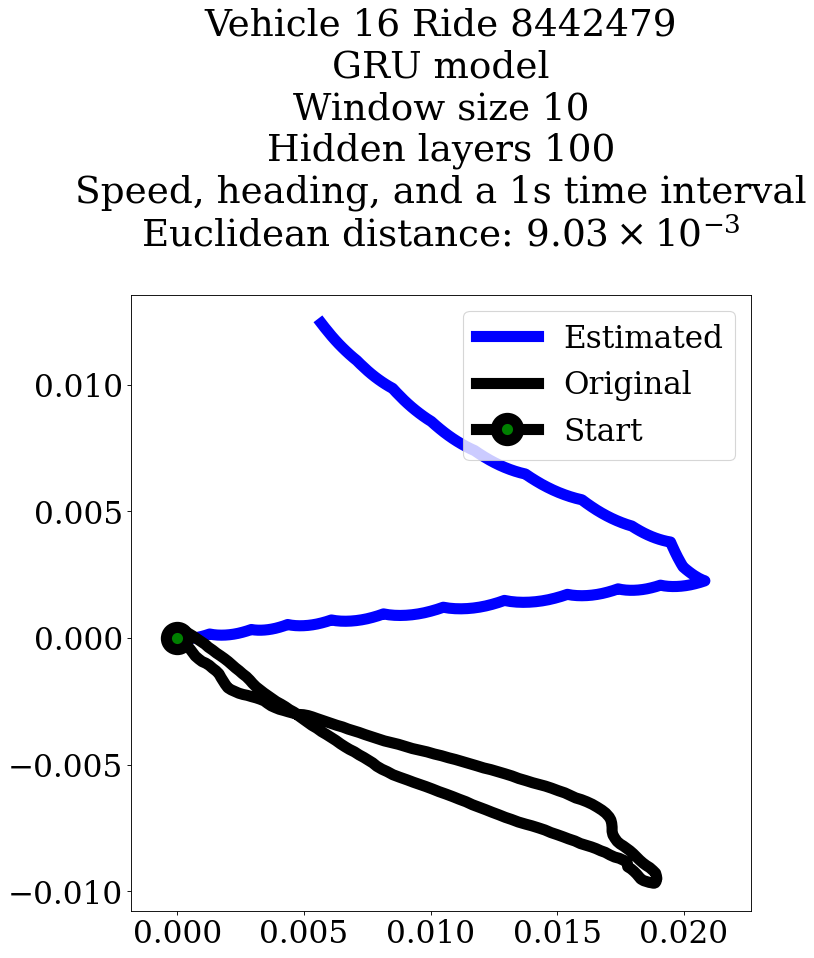 Vehicle 16 Ride 8442479
GRU model
Window size 10
Hidden layers 100
Speed, heading, and a 1s time interval
Euclidean distance: 9.03 × 10⁻³
Estimated
Original
Start
0.010
0.005
0.000
−0.005
−0.010
0.000 0.005 0.010 0.015 0.020